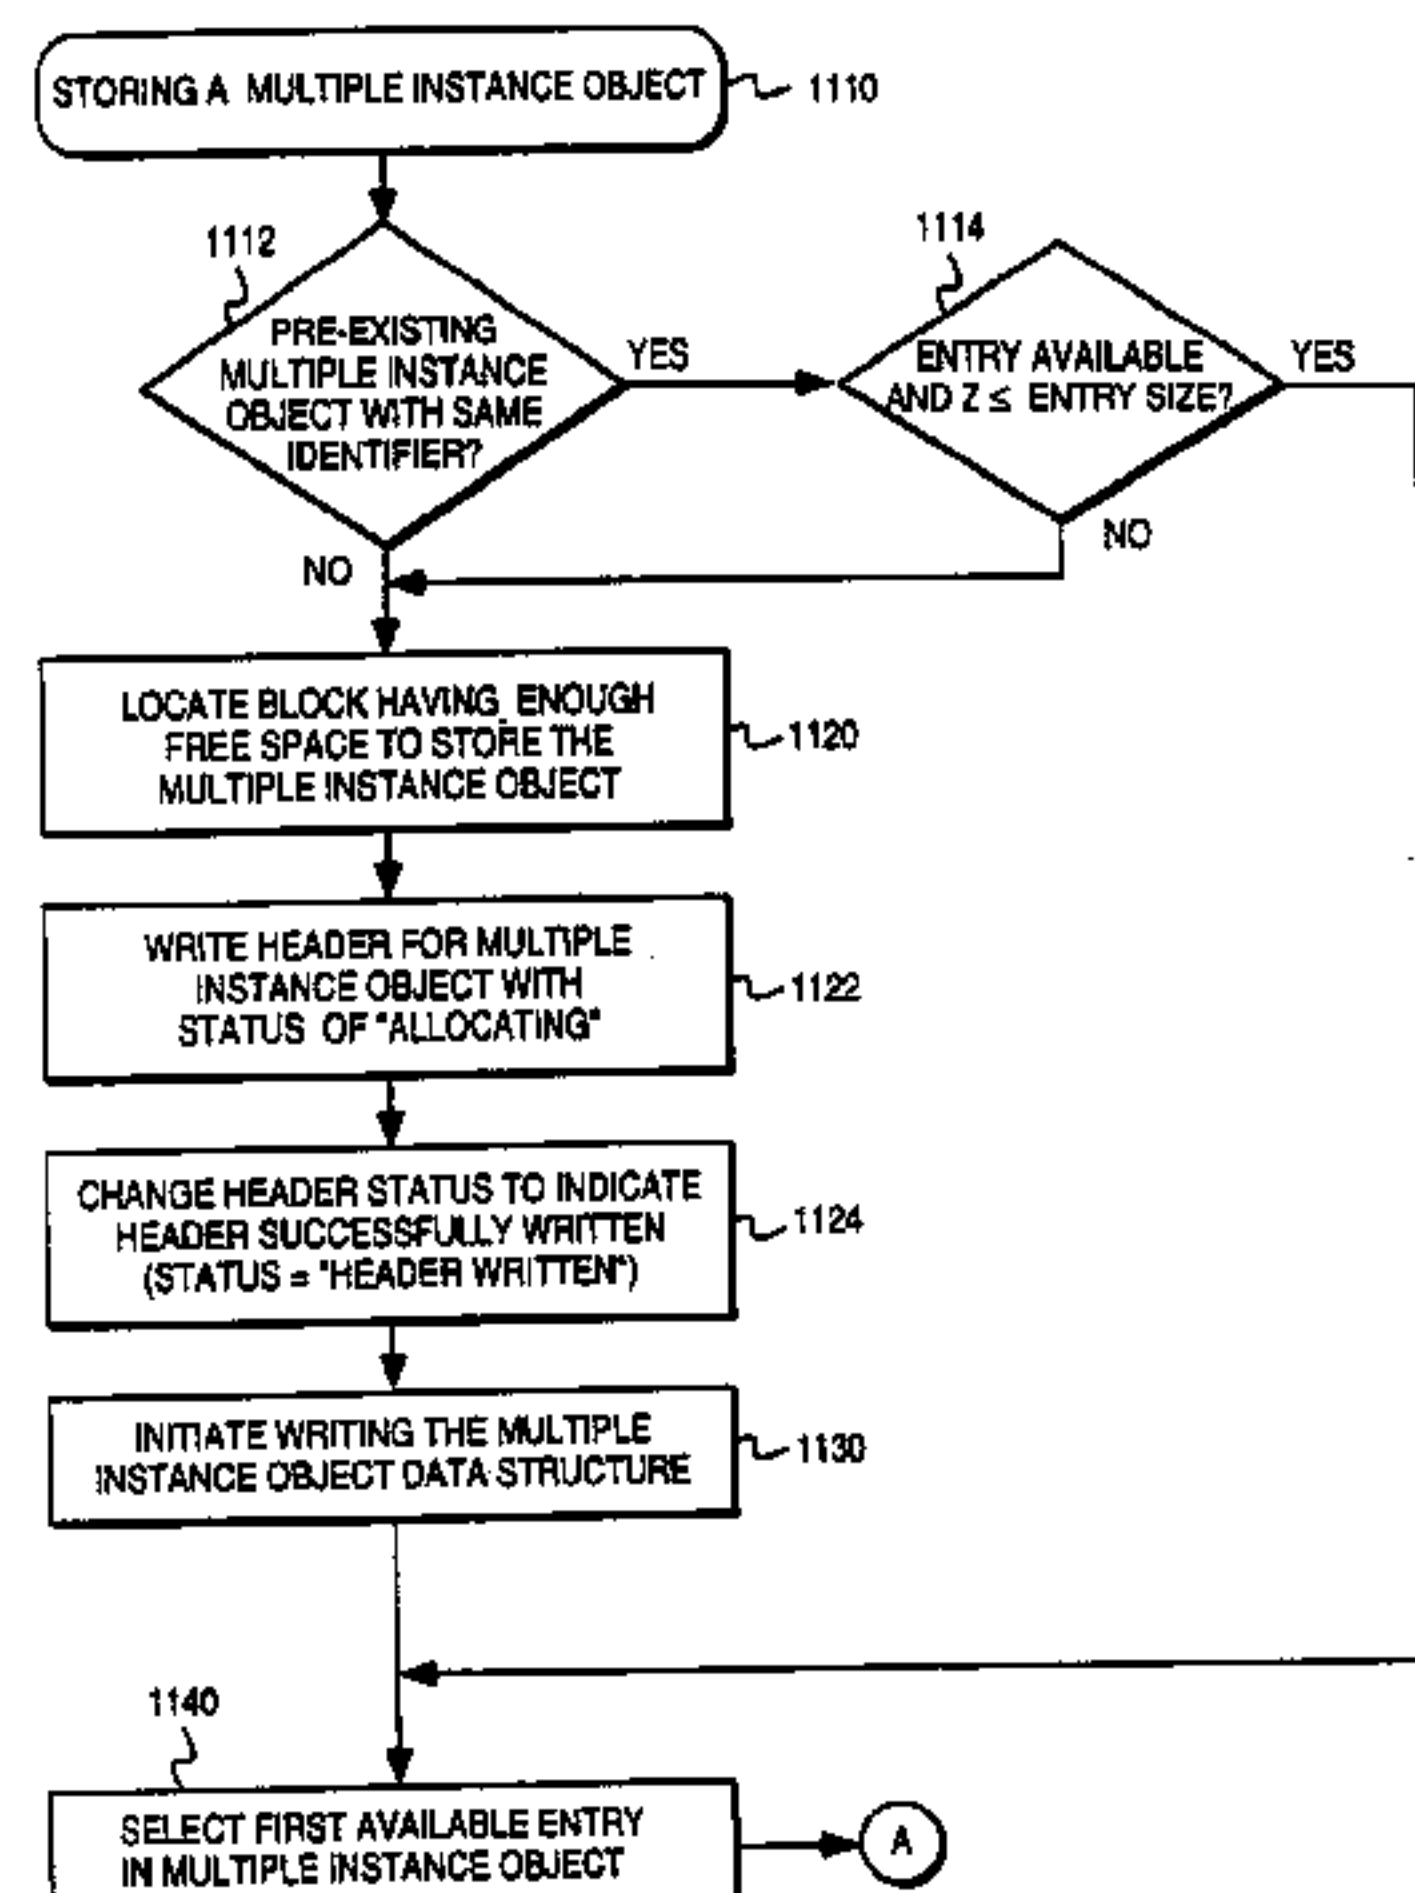 STORING A MULTIPLE INSTANCE OBJECT
1110
1112
PRE-EXISTING
MULTIPLE INSTANCE
OBJECT WITH SAME
IDENTIFIER?
YES
NO
1114
ENTRY AVAILABLE
AND Z ≤ ENTRY SIZE?
YES
NO
LOCATE BLOCK HAVING ENOUGH
FREE SPACE TO STORE THE
MULTIPLE INSTANCE OBJECT
1120
WRITE HEADER FOR MULTIPLE
INSTANCE OBJECT WITH
STATUS OF "ALLOCATING"
1122
CHANGE HEADER STATUS TO INDICATE
HEADER SUCCESSFULLY WRITTEN
(STATUS = "HEADER WRITTEN")
1124
INITIATE WRITING THE MULTIPLE
INSTANCE OBJECT DATA STRUCTURE
1130
1140
SELECT FIRST AVAILABLE ENTRY
IN MULTIPLE INSTANCE OBJECT
A